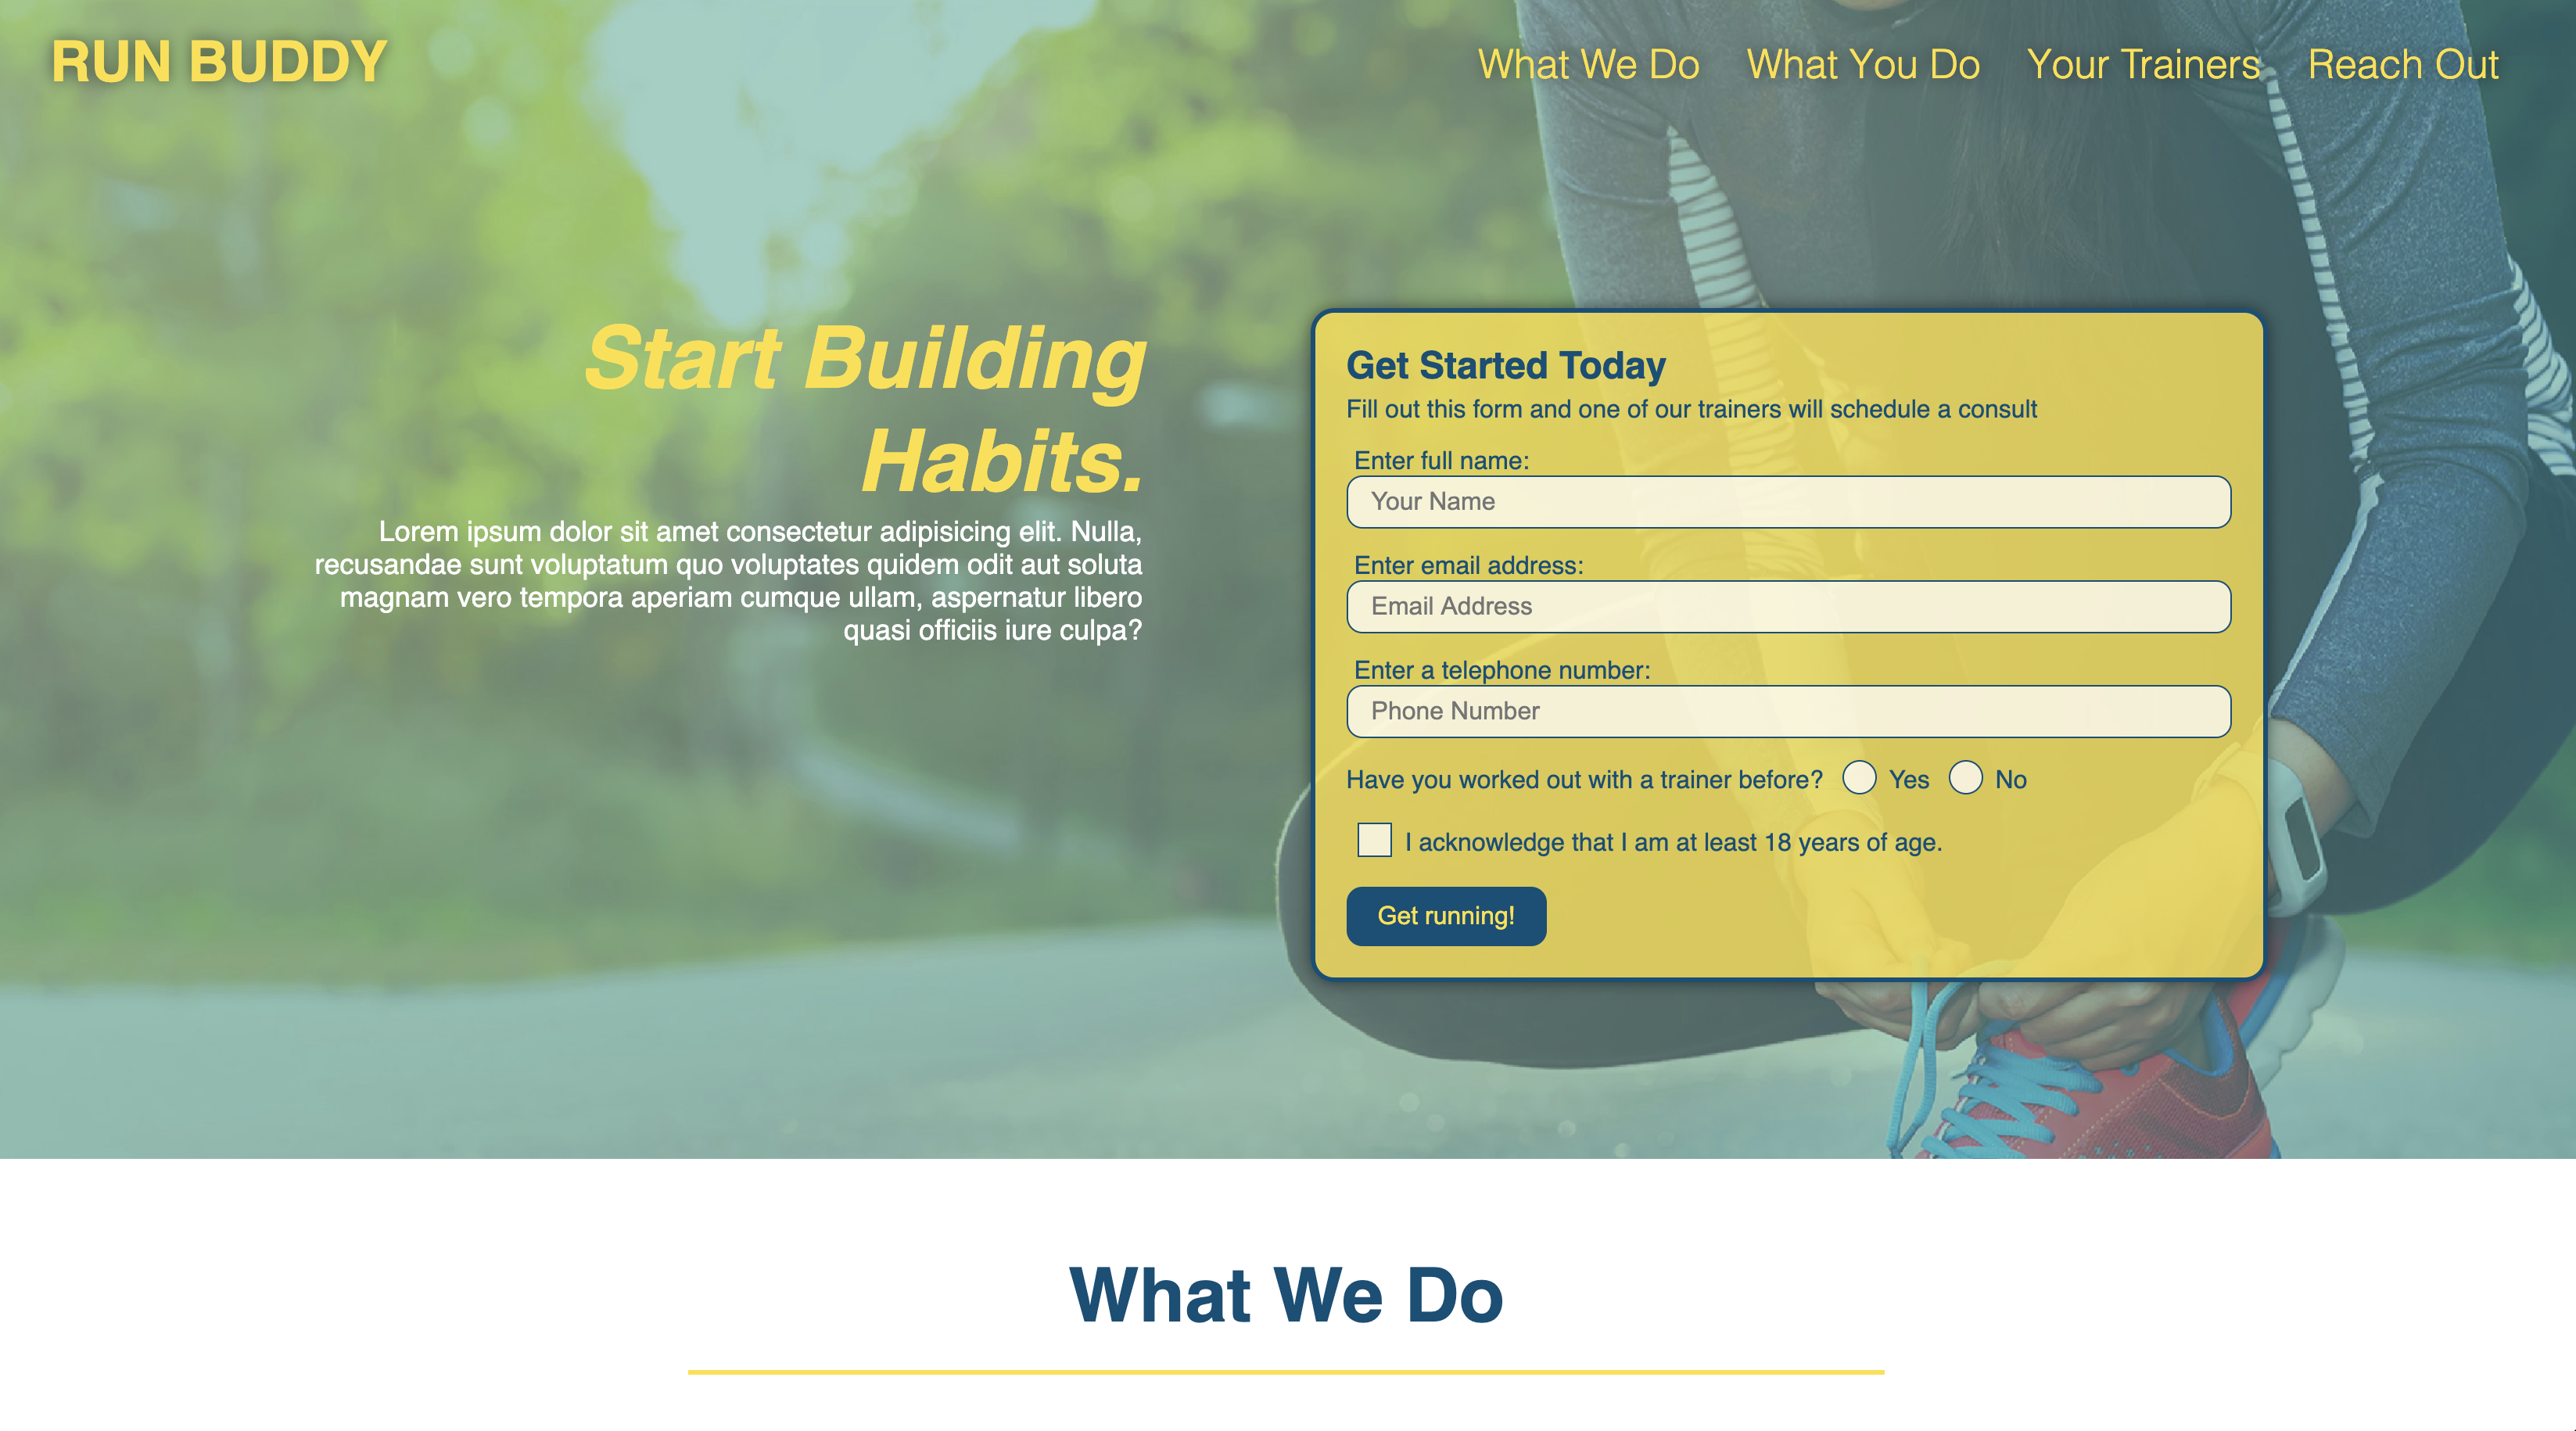 RUN BUDDY
What We Do What You Do Your Trainers Reach Out
Start Building
Habits.
Lorem ipsum dolor sit amet consectetur adipisicing elit. Nulla,
recusandae sunt voluptatum quo voluptates quidem odit aut soluta
magnam vero tempora aperiam cumque ullam, aspernatur libero
quasi officiis iure culpa?
Get Started Today
Fill out this form and one of our trainers will schedule a consult
Enter full name:
Your Name
Enter email address:
Email Address
Enter a telephone number:
Phone Number
Have you worked out with a trainer before? Yes No
I acknowledge that I am at least 18 years of age.
Get running!
What We Do